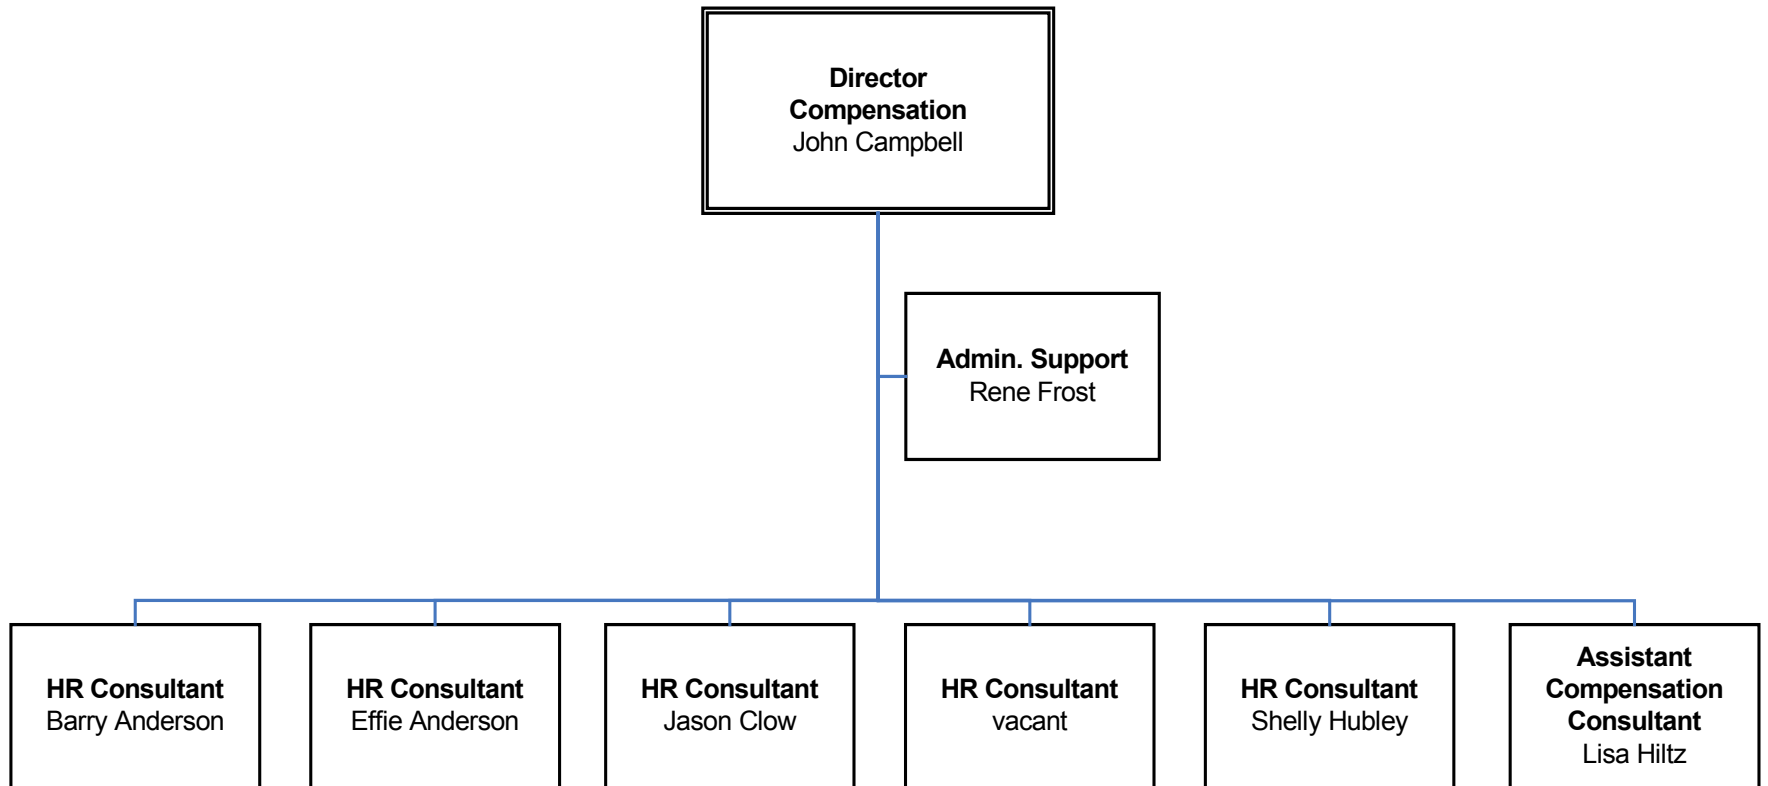 Director
Compensation
John Campbell
Admin. Support
Rene Frost
HR Consultant
Barry Anderson
HR Consultant
Effie Anderson
HR Consultant
Jason Clow
HR Consultant
vacant
HR Consultant
Shelly Hubley
Assistant
Compensation
Consultant
Lisa Hiltz